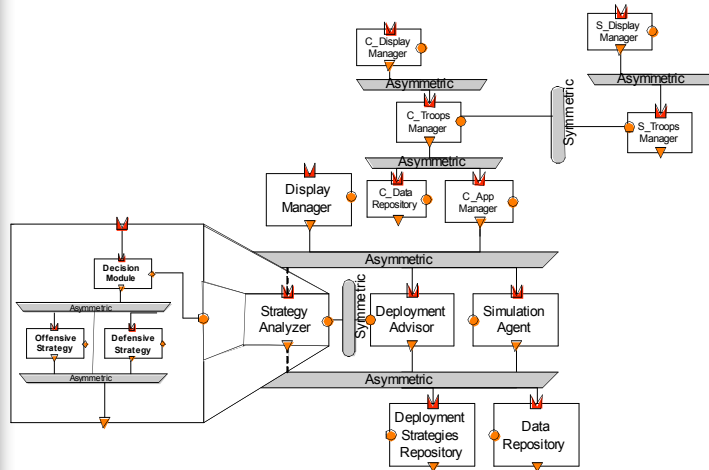 C_Display
Manager
S_Display
Manager
Asymmetric
Asymmetric
C_Troops
Manager
Symmetric
S_Troops
Manager
Asymmetric
Display
Manager
C_Data
Repository
C_App
Manager
Asymmetric
Decision
Module
Asymmetric
Offensive
Strategy
Defensive
Strategy
Asymmetric
Strategy
Analyzer
Symmetric
Deployment
Advisor
Simulation
Agent
Asymmetric
Deployment
Strategies
Repository
Data
Repository